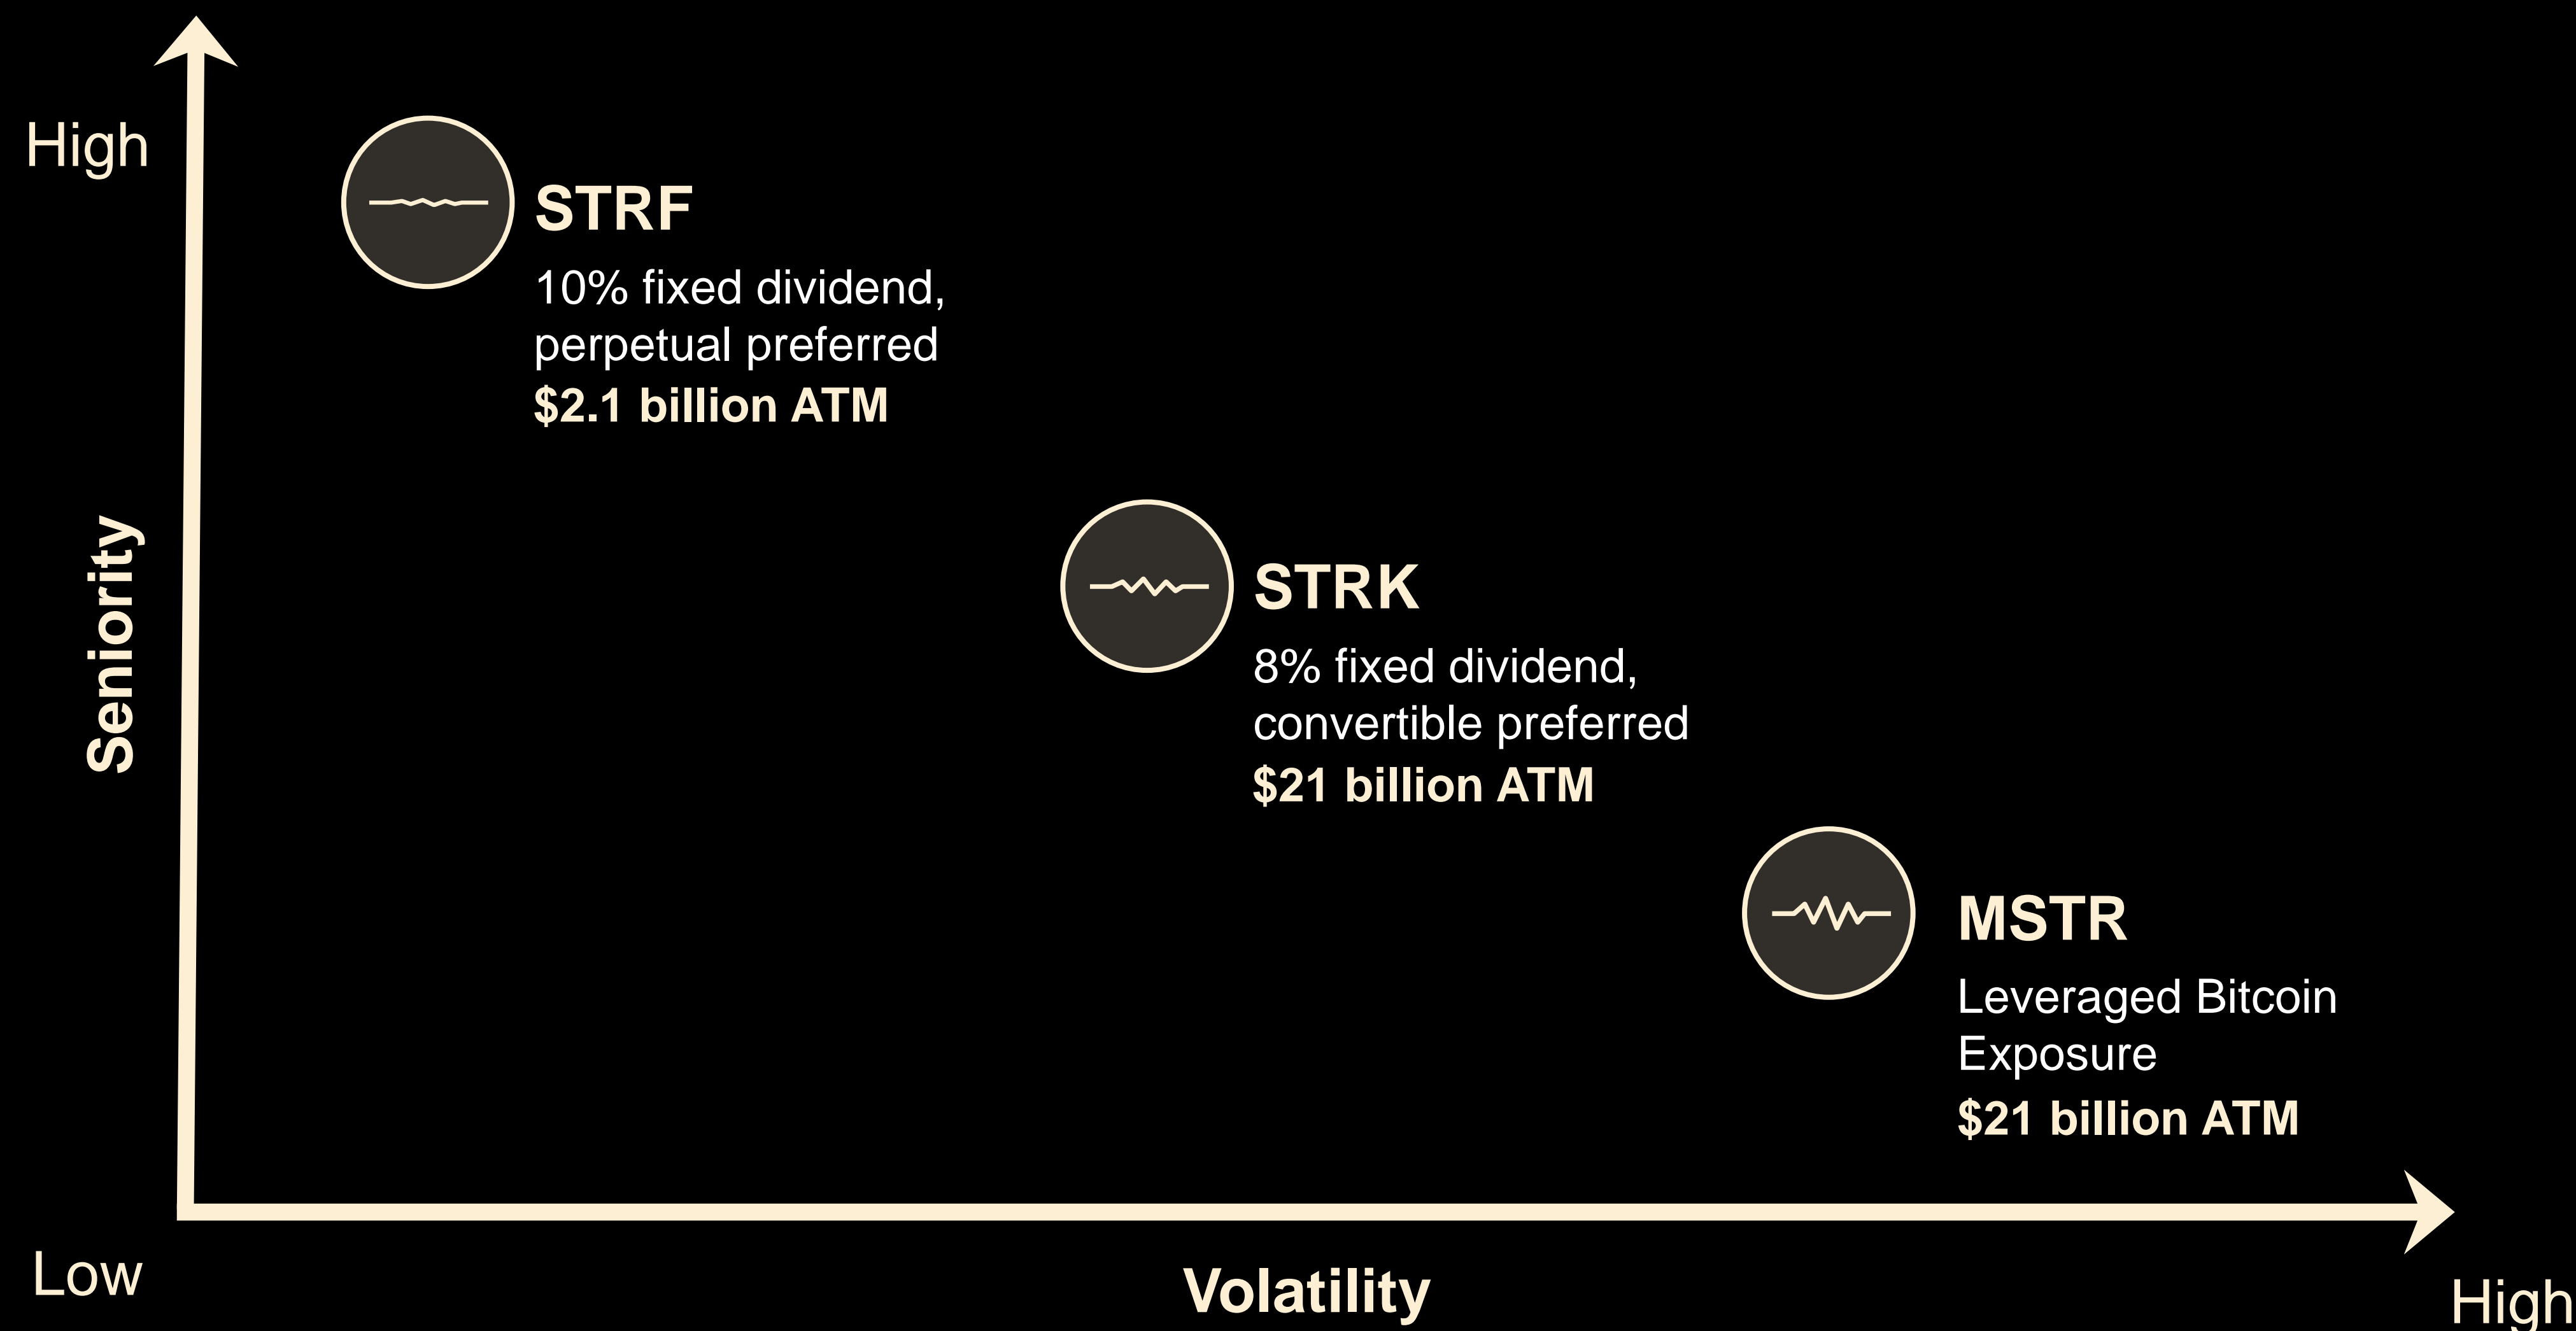 High
STRF
10% fixed dividend,
perpetual preferred
$2.1 billion ATM
Seniority
STRK
8% fixed dividend,
convertible preferred
$21 billion ATM
MSTR
Leveraged Bitcoin
Exposure
$21 billion ATM
Low
Volatility
High